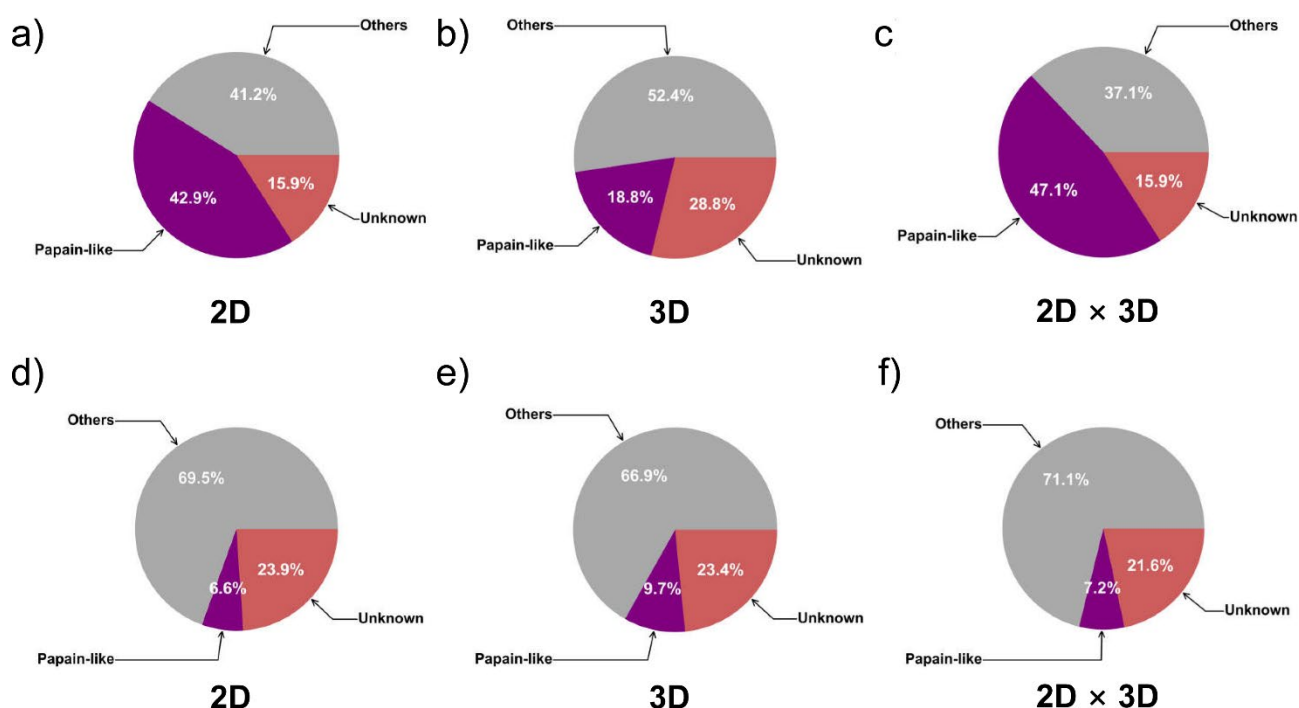 a)
Others
41.2%
42.9%
15.9%
Unknown
Papain-like
2D
b)
Others
52.4%
18.8%
28.8%
Papain-like
Unknown
3D
c)
Others
37.1%
47.1%
15.9%
Unknown
Papain-like
2D × 3D
d)
Others
69.5%
6.6%
23.9%
Unknown
Papain-like
2D
e)
Others
66.9%
9.7%
23.4%
Unknown
Papain-like
3D
f)
Others
71.1%
7.2%
21.6%
Unknown
Papain-like
2D × 3D